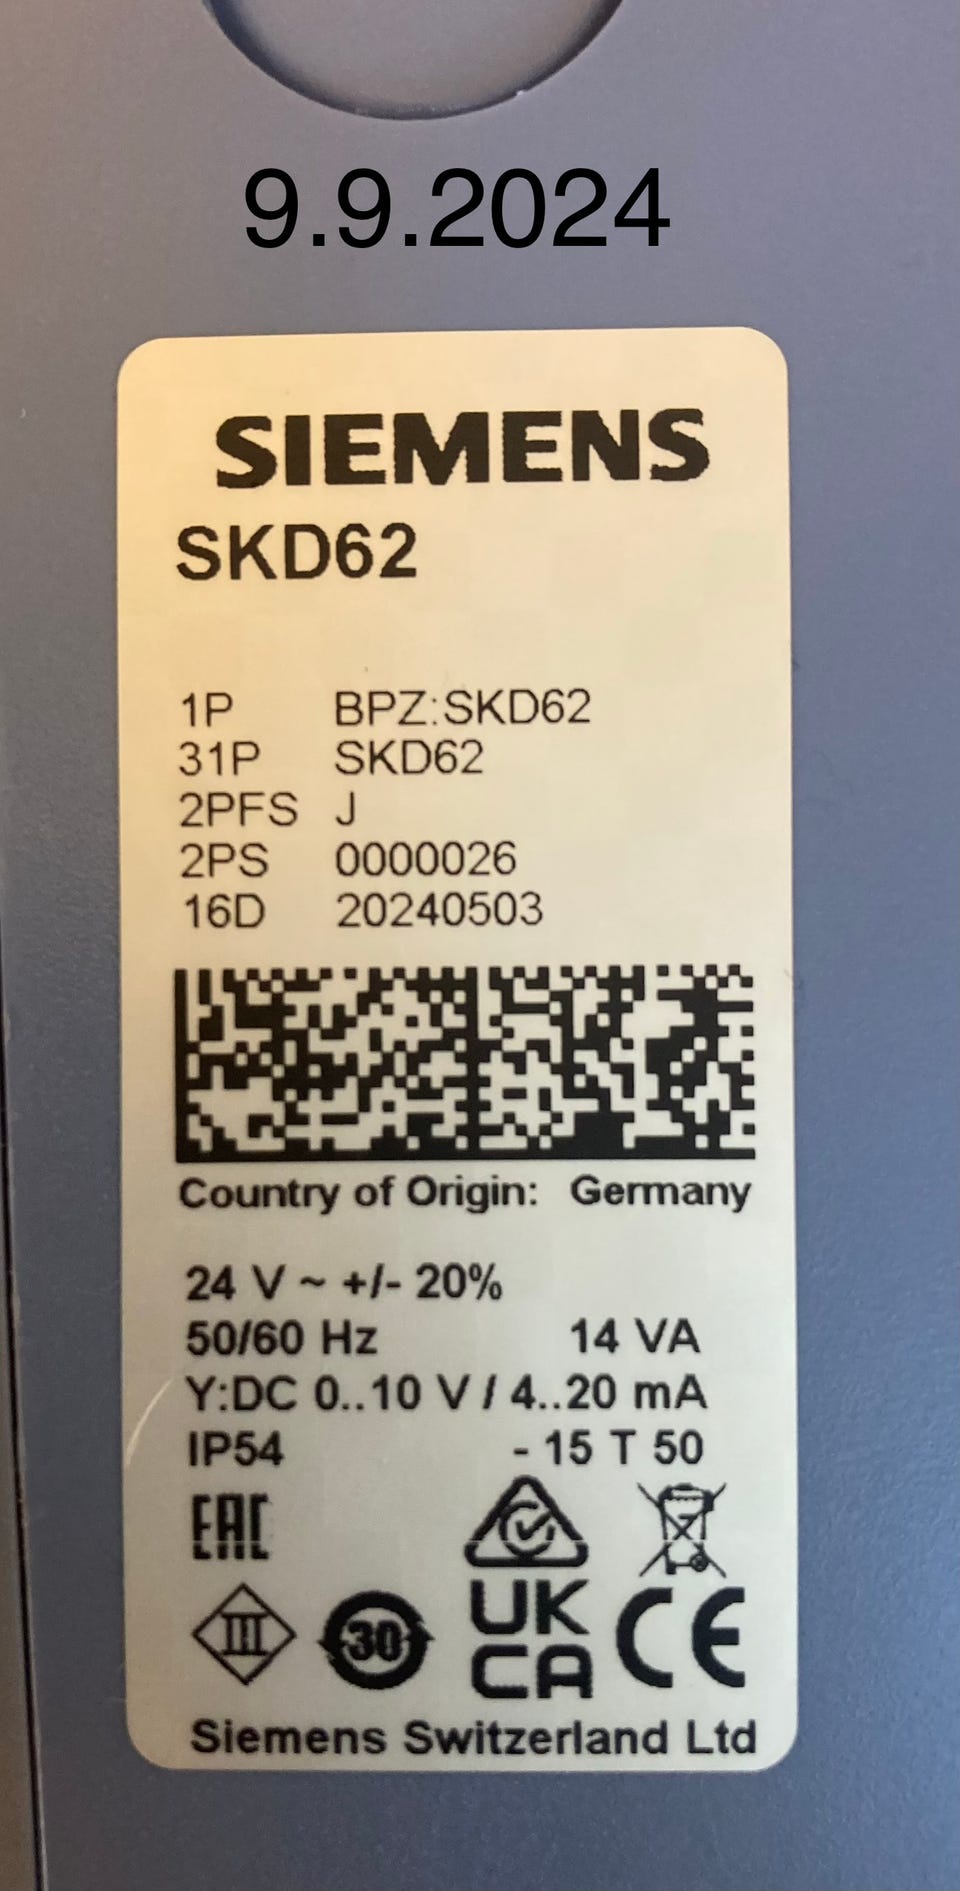 9.9.2024
SIEMENS
SKD62
1P BPZ:SKD62
31P SKD62
2PFS J
2PS 0000026
16D 20240503
Country of Origin: Germany
24 V ~ +/- 20%
50/60 Hz 14 VA
Y:DC 0..10 V / 4..20 mA
IP54 - 15 T 50
EAC
III 30 UK CA CE
Siemens Switzerland Ltd